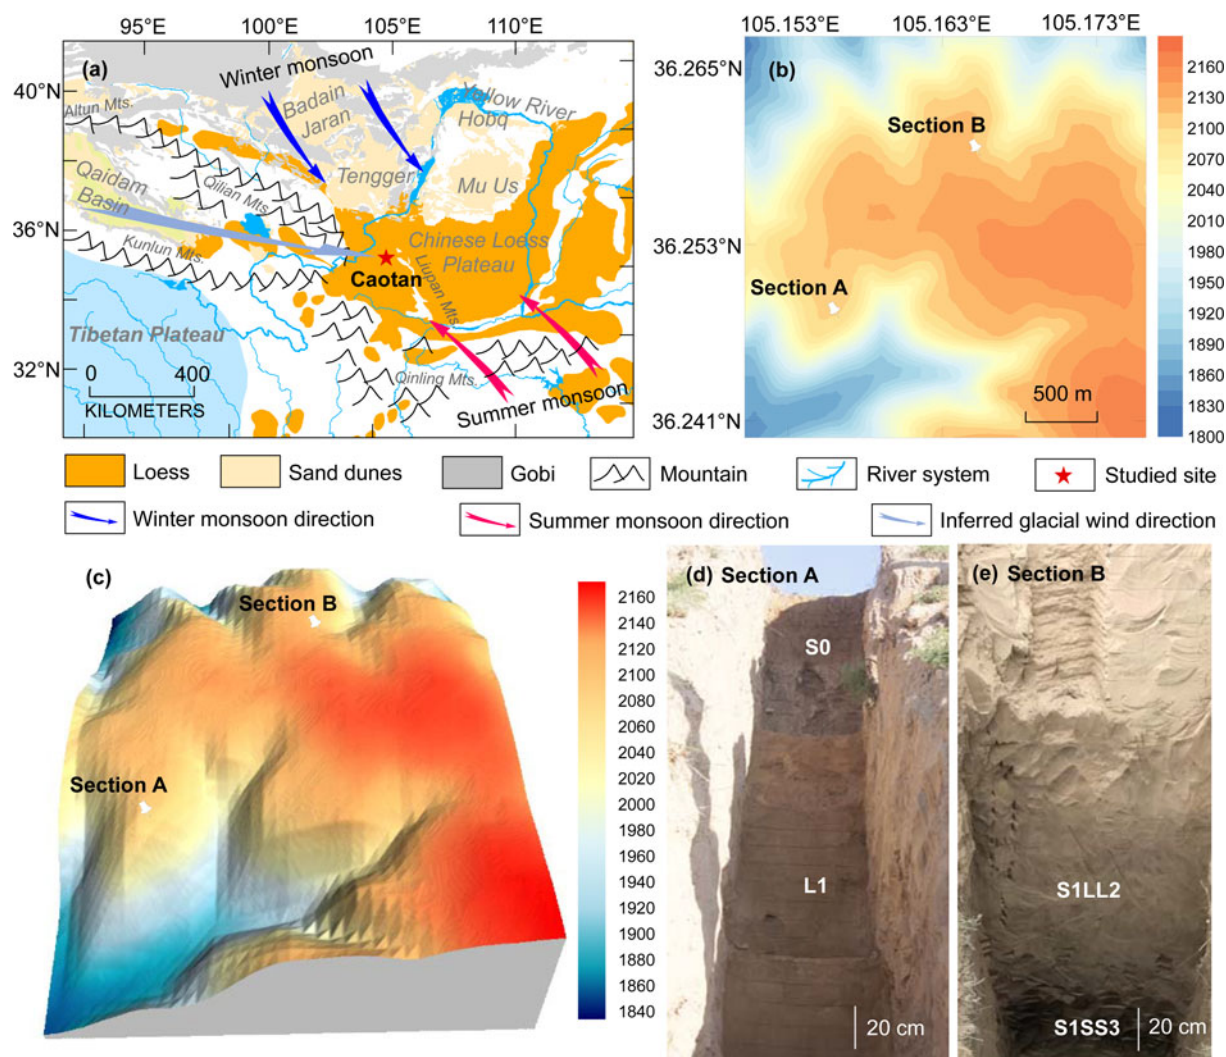 95°E 100°E 105°E 110°E
40°N
36°N
32°N
(a)
Winter monsoon
Badain
Jaran
Yellow River
Hobq
Altun Mts.
Tengger
Mu Us
Qaidam
Basin
Qilian Mts.
Kunlun Mts.
Chinese Loess
Plateau
Caotan
Liupan Mts.
Tibetan Plateau
0 400
KILOMETERS
Qinling Mts.
Summer monsoon
105.153°E 105.163°E 105.173°E
36.265°N
36.253°N
36.241°N
(b)
Section B
Section A
500 m
2160
2130
2100
2070
2040
2010
1980
1950
1920
1890
1860
1830
1800
Loess Sand dunes Gobi Mountain River system Studied site
Winter monsoon direction Summer monsoon direction Inferred glacial wind direction
(c)
Section B
Section A
2160
2140
2120
2100
2080
2060
2040
2020
2000
1980
1960
1940
1920
1900
1880
1860
1840
(d) Section A
S0
L1
20 cm
(e) Section B
S1LL2
S1SS3 20 cm